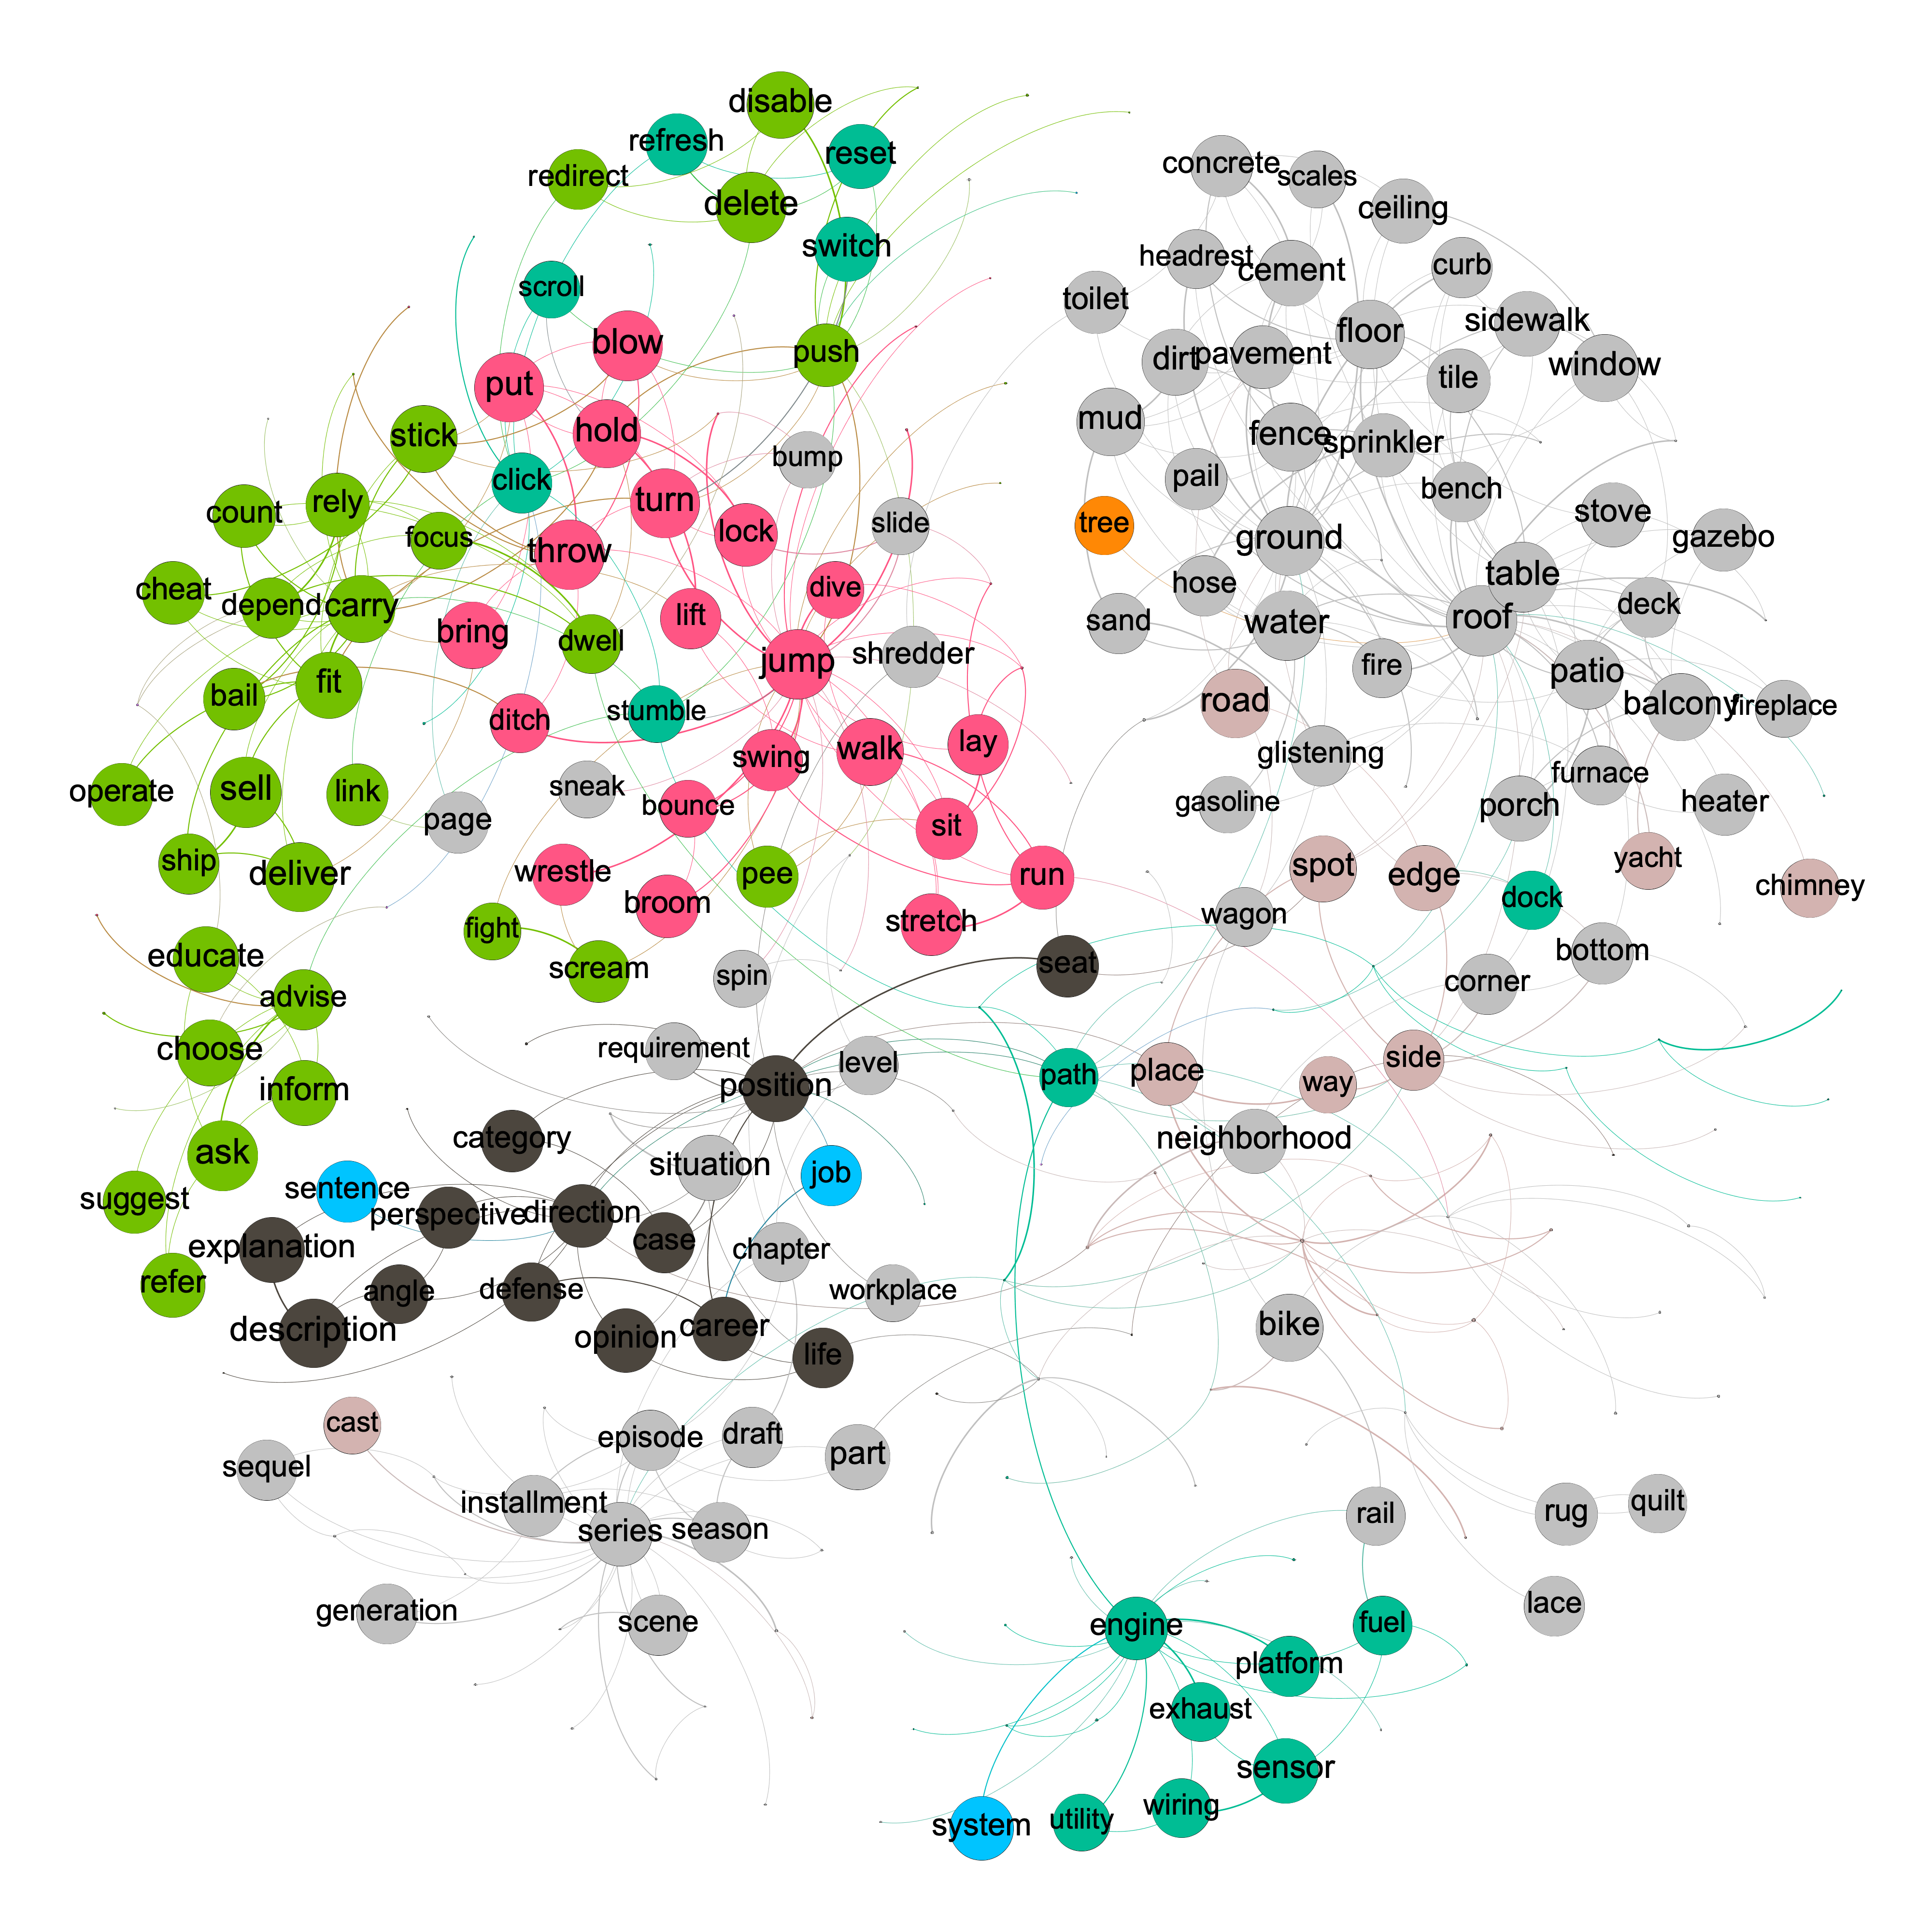 disable
refresh
reset
redirect
delete
switch
concrete
scales
ceiling
headrest
cement
curb
toilet
scroll
blow
push
floor
sidewalk
put
dirt
pavement
tile
window
stick
hold
bump
mud
fence
sprinkler
click
pail
bench
count
rely
turn
lock
slide
tree
stove
focus
throw
ground
gazebo
cheat
depend
carry
dive
hose
table
deck
bring
lift
dwell
sand
water
roof
jump
shredder
fire
patio
bail
fit
ditch
stumble
road
balcony
fireplace
swing
walk
lay
glistening
operate
sell
link
sneak
bounce
furnace
page
gasoline
porch
heater
ship
deliver
wrestle
broom
pee
sit
run
spot
edge
yacht
chimney
fight
stretch
wagon
dock
educate
scream
spin
seat
corner
bottom
advise
choose
requirement
level
inform
position
path
place
way
side
category
neighborhood
ask
situation
job
suggest
sentence
perspective
direction
explanation
case
chapter
refer
angle
defense
workplace
description
opinion
career
life
bike
cast
episode
draft
part
sequel
installment
series
season
rail
rug
quilt
generation
scene
lace
engine
fuel
platform
exhaust
sensor
system
utility
wiring